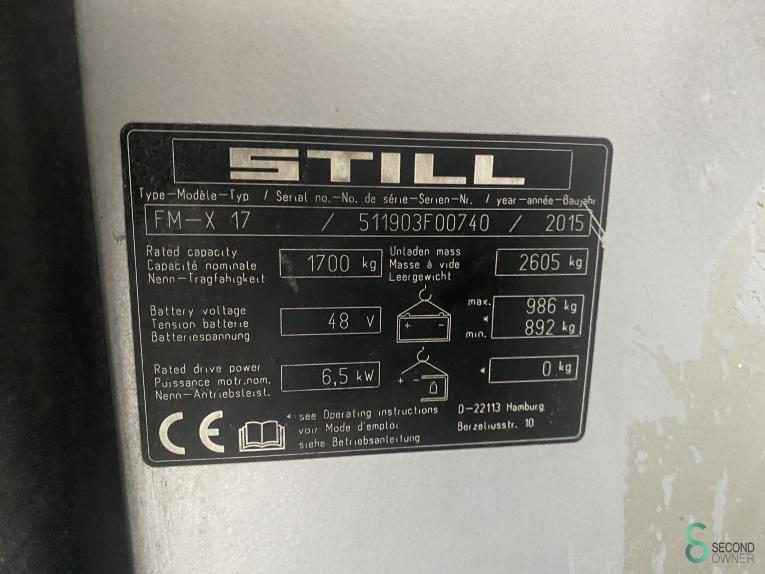 STILL
Type-Modèle-Typ / Serial no.-No. de série-Serien-Nr. / year-année-Baujahr
FM-X 17 / 511903F00740 / 2015
Rated capacity
Capacité nominale
Nenn-Tragfähigkeit
1700 kg
Unladen mass
Masse à vide
Leergewicht
2605 kg
Battery voltage
Tension batterie
Batteriespannung
48 V
+ -
max. 986 kg
*
min. 892 kg
Rated drive power
Puissance motr.nom.
Nenn-Antriebsleist.
6,5 kW
+ -
* 0 kg
CE
* see Operating instructions
voir Mode d'emploi
siehe Betriebsanleitung
D-22113 Hamburg
Berzeliusstr. 10
SECOND
OWNER